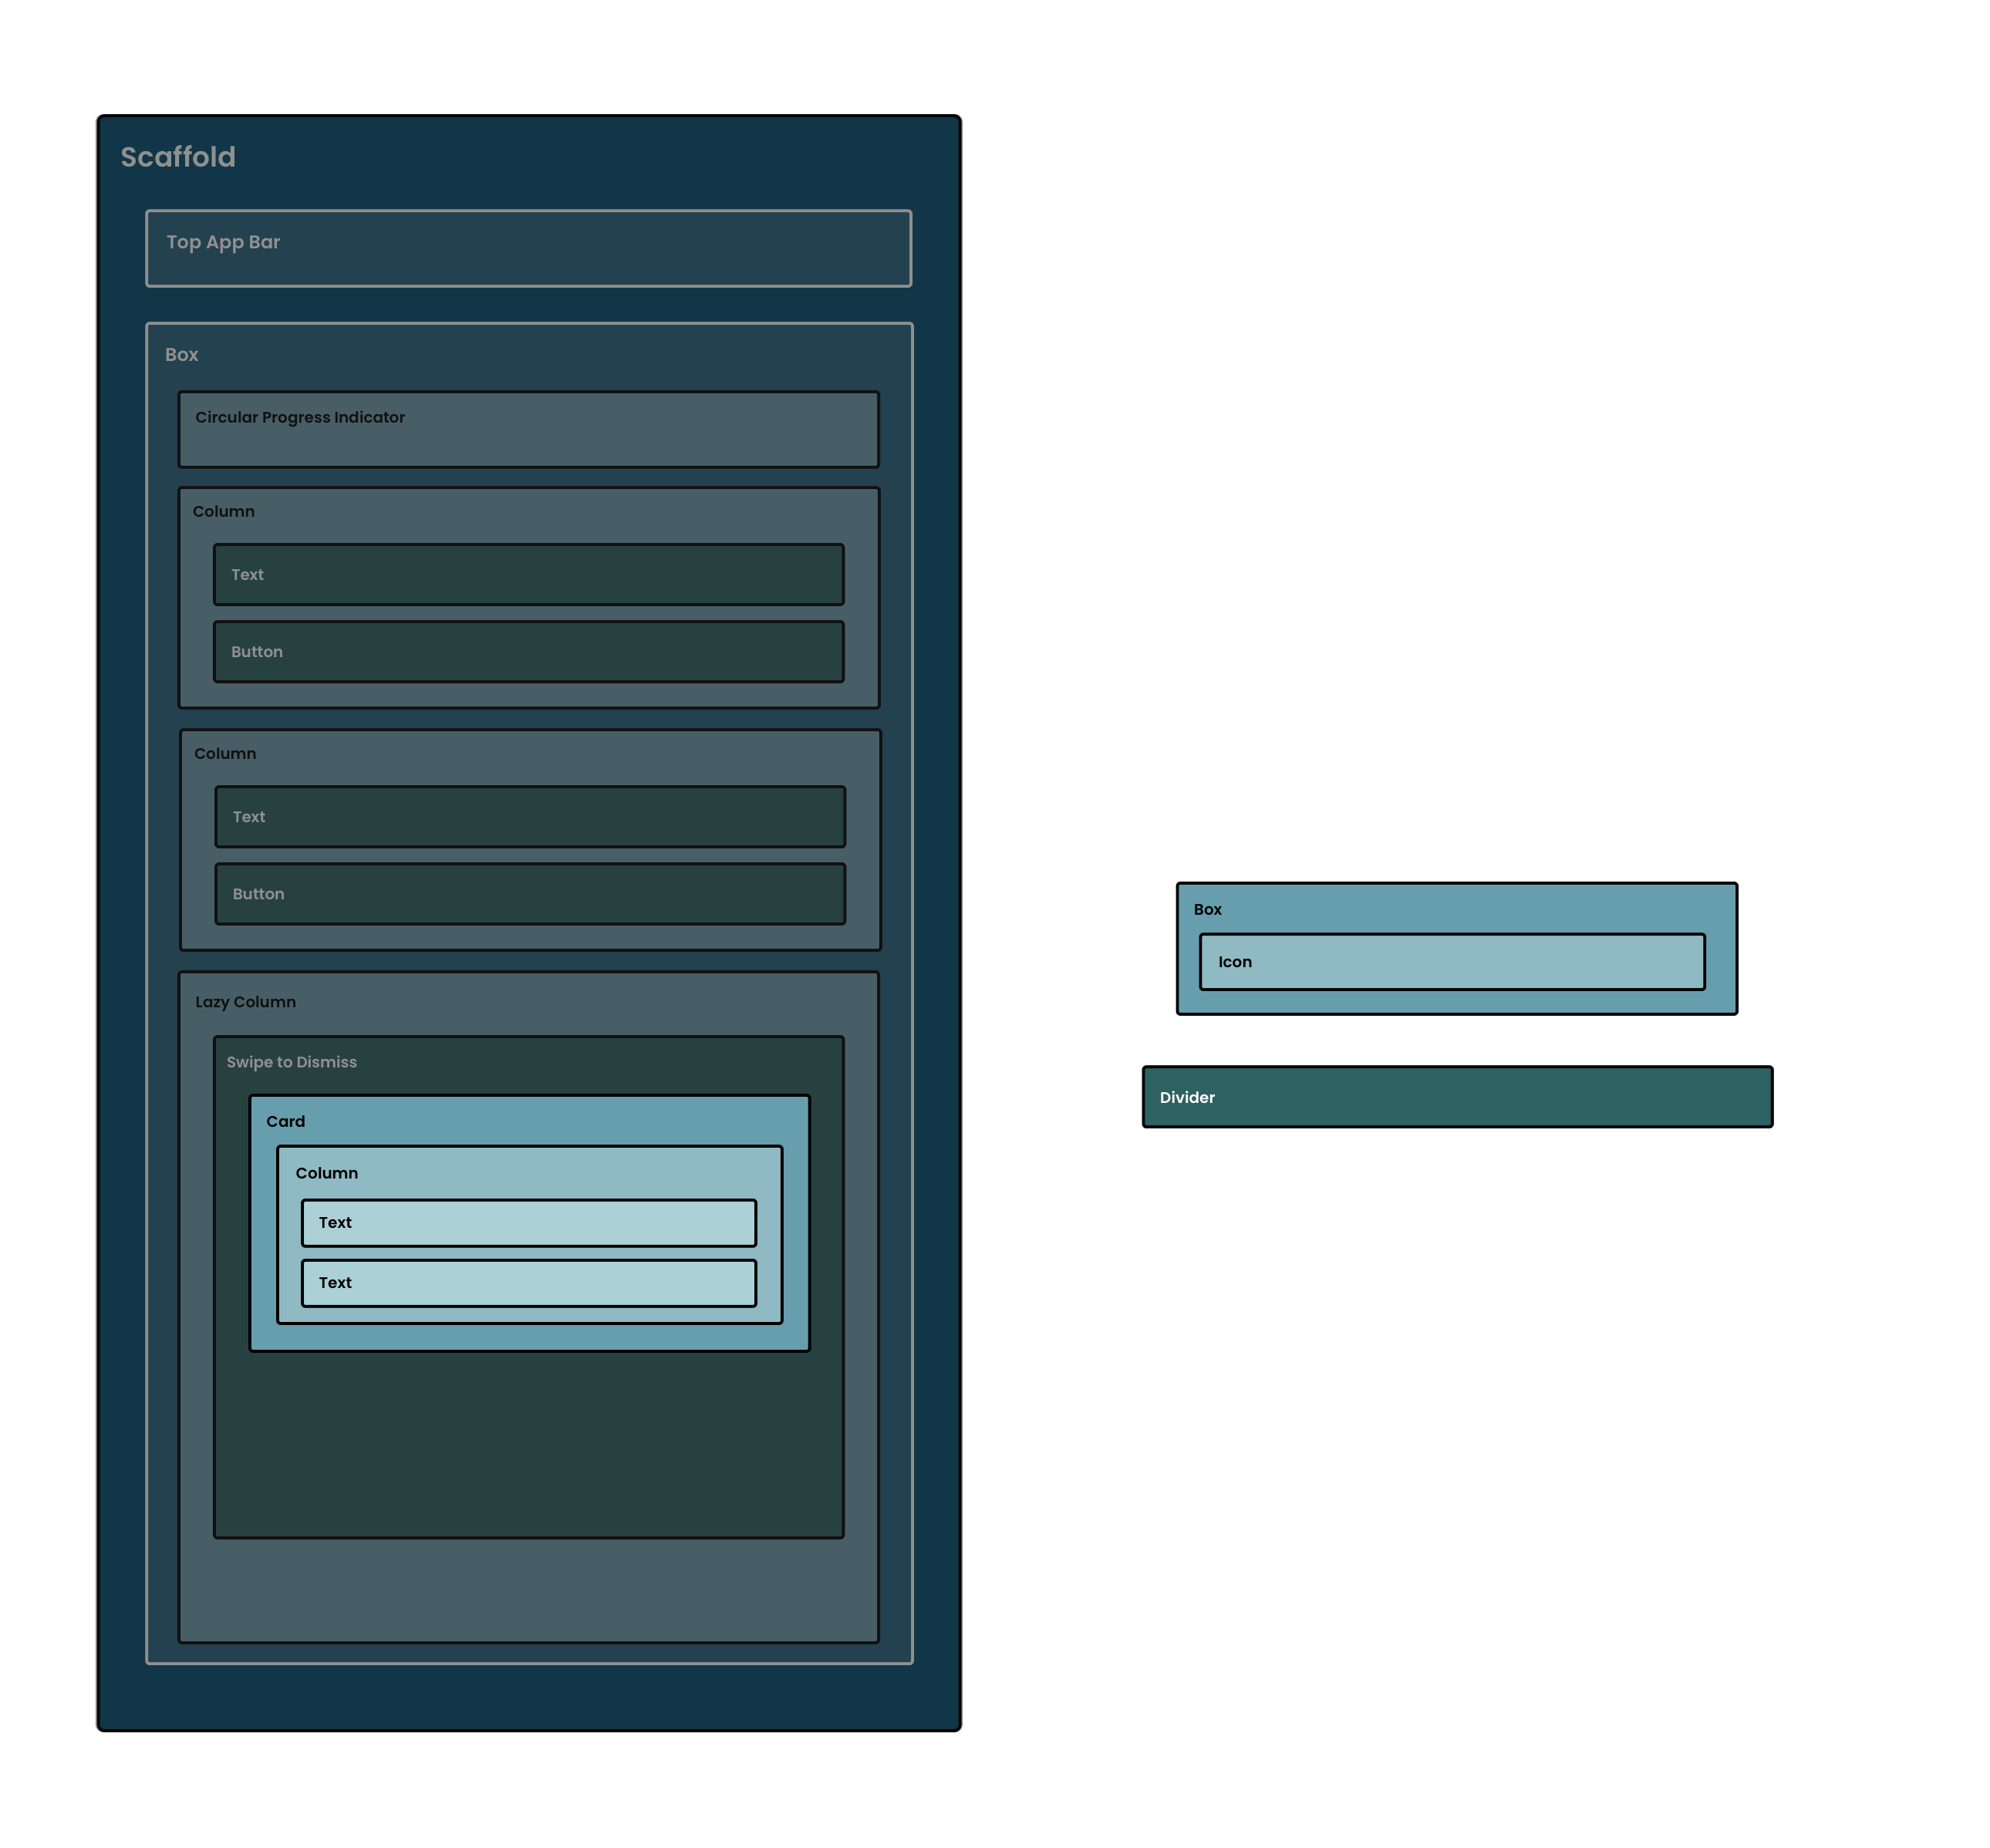 Scaffold
Top App Bar
Box
Circular Progress Indicator
Column
Text
Button
Column
Text
Button
Lazy Column
Swipe to Dismiss
Card
Column
Text
Text
Box
Icon
Divider